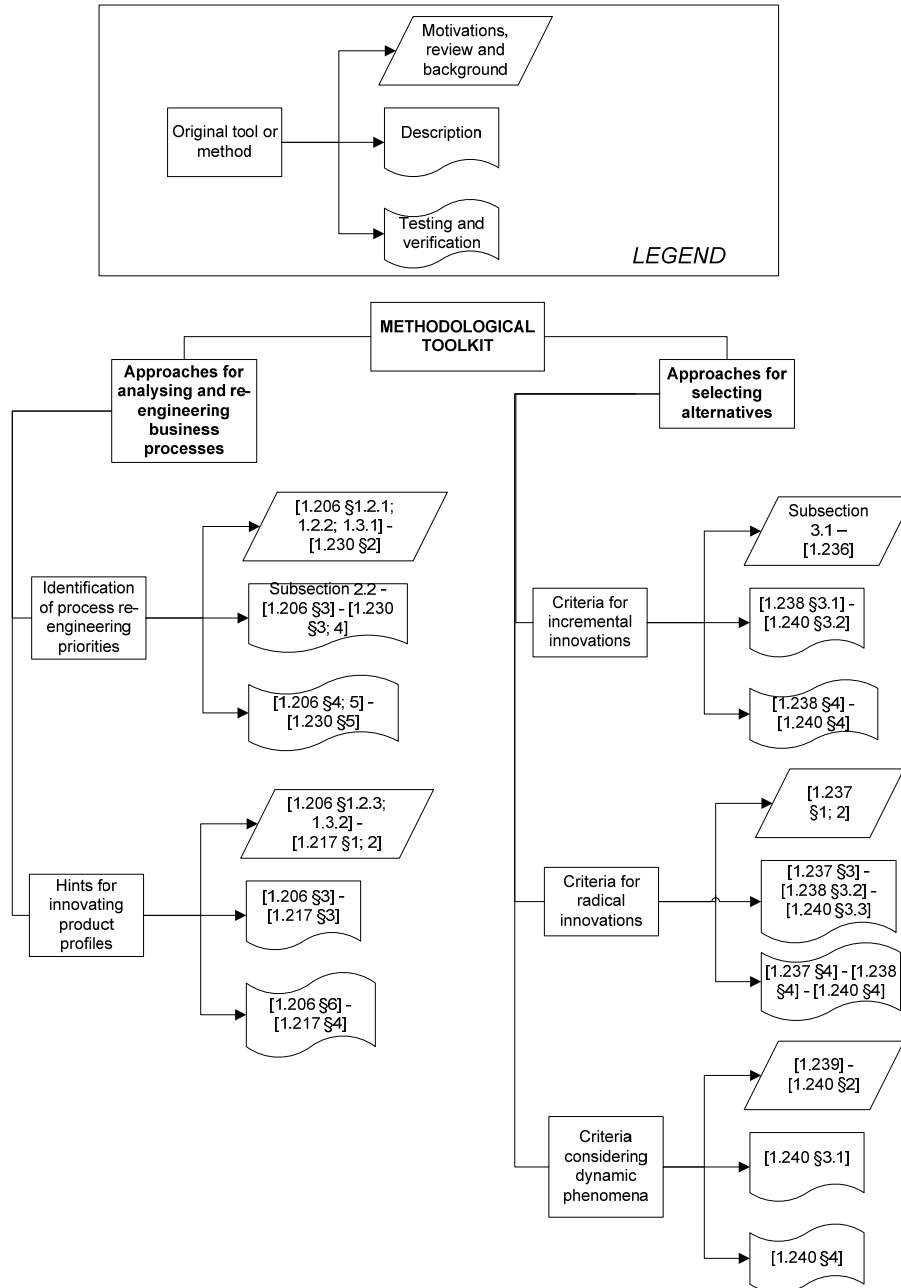 Motivations,
review and
background
Original tool or
method
Description
Testing and
verification
LEGEND
METHODOLOGICAL
TOOLKIT
Approaches for
analysing and re-
engineering
business
processes
Approaches for
selecting
alternatives
[1.206 §1.2.1;
1.2.2; 1.3.1] –
[1.230 §2]
Identification
of process re-
engineering
priorities
Subsection 2.2 -
[1.206 §3] - [1.230
§3; 4]
[1.206 §4; 5] –
[1.230 §5]
[1.206 §1.2.3;
1.3.2] –
[1.217 §1; 2]
Hints for
innovating
product
profiles
[1.206 §3] –
[1.217 §3]
[1.206 §6] –
[1.217 §4]
Subsection
3.1 –
[1.236]
Criteria for
incremental
innovations
[1.238 §3.1] –
[1.240 §3.2]
[1.238 §4] –
[1.240 §4]
[1.237
§1; 2]
Criteria for
radical
innovations
[1.237 §3] –
[1.238 §3.2] –
[1.240 §3.3]
[1.237 §4] – [1.238
§4] – [1.240 §4]
[1.239] –
[1.240 §2]
Criteria
considering
dynamic
phenomena
[1.240 §3.1]
[1.240 §4]